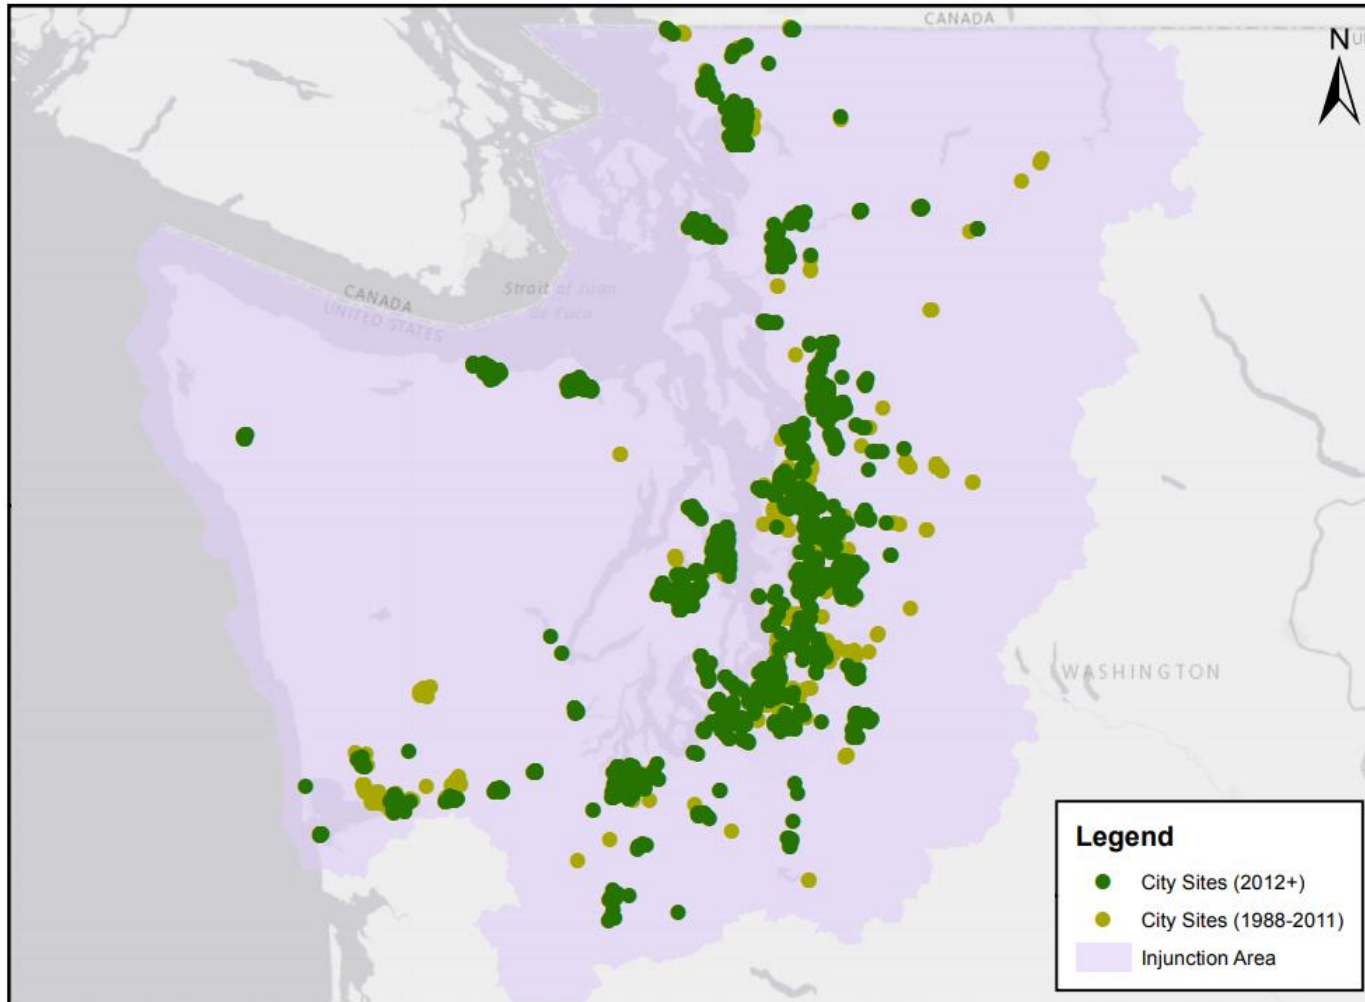 CANADA
N
U
CANADA
UNITED STATES
Strait of Juan
de Fuca
WASHINGTON
Legend
City Sites (2012+)
City Sites (1988-2011)
Injunction Area